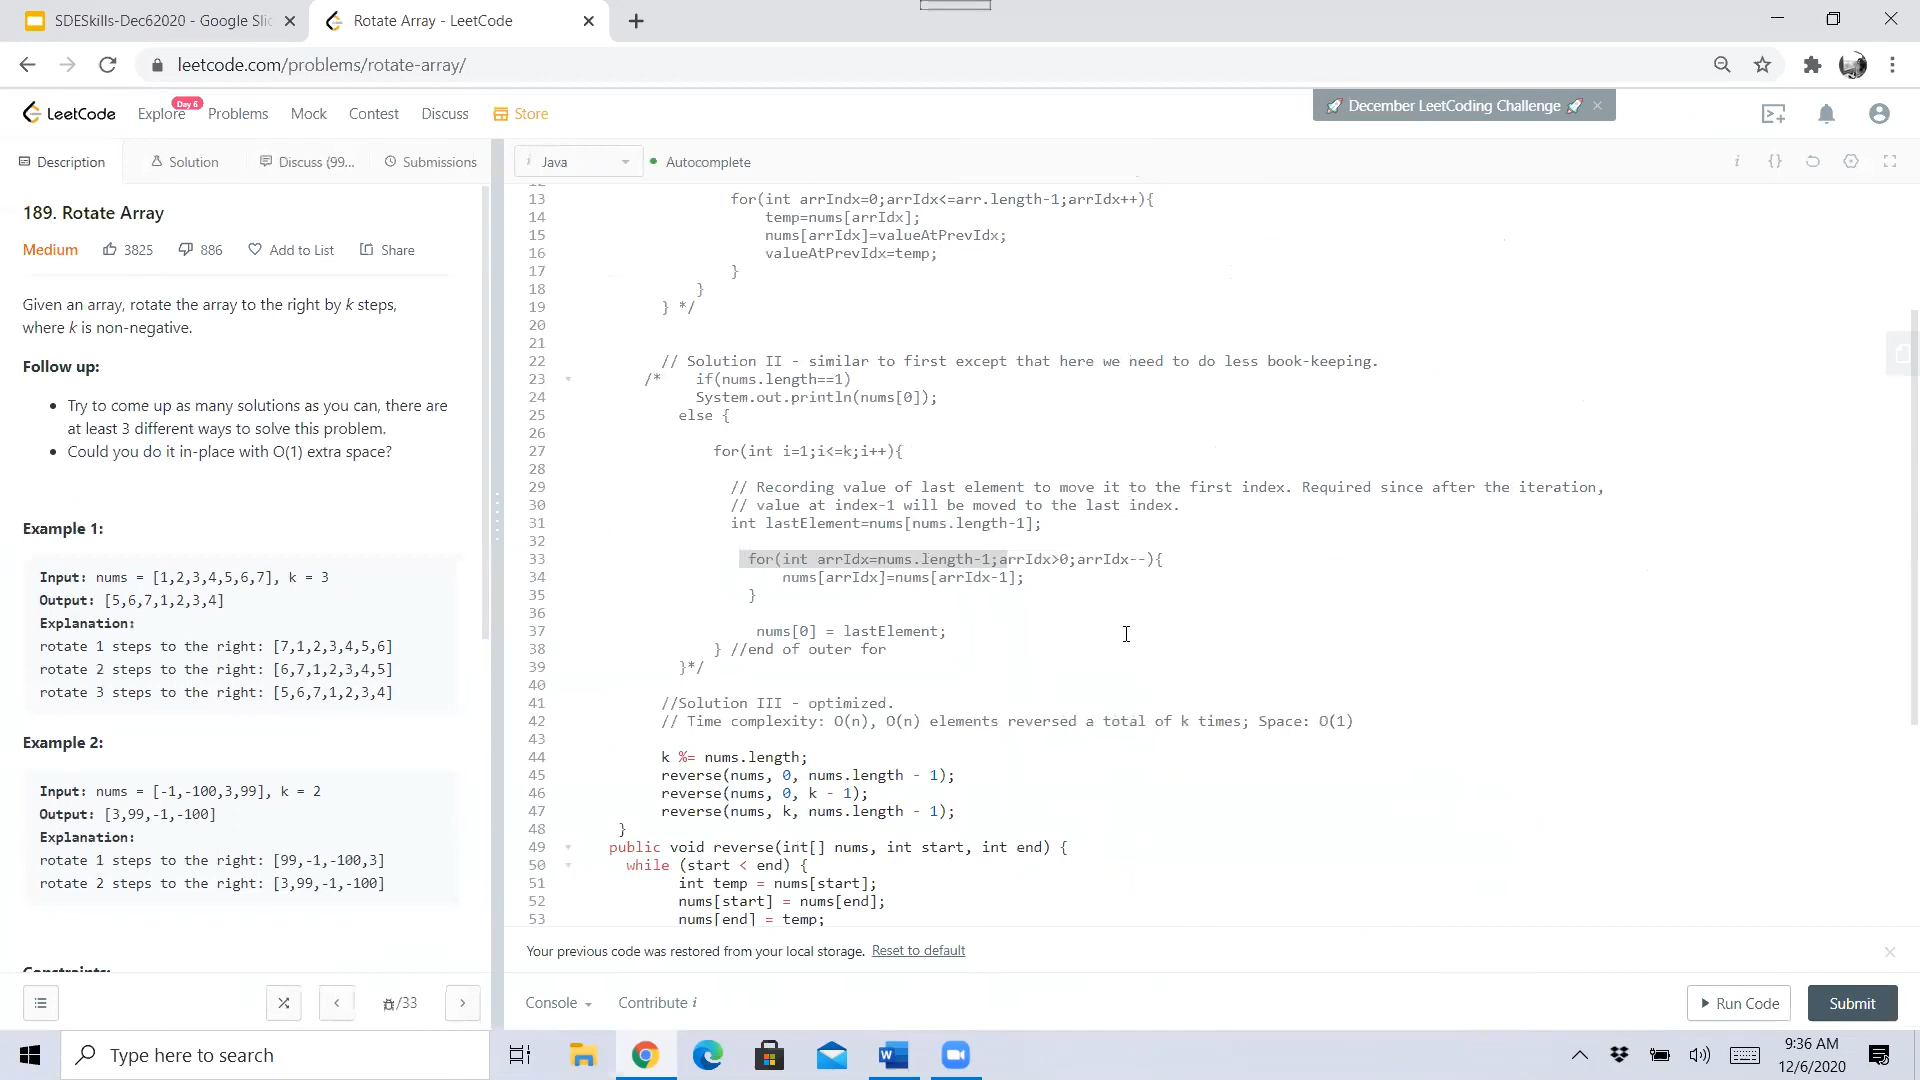 SDESkills-Dec62020 - Google Slic
Rotate Array - LeetCode
leetcode.com/problems/rotate-array/
LeetCode
Explore
Day 6
Problems
Mock
Contest
Discuss
Store
December LeetCoding Challenge
Description
Solution
Discuss (99...
Submissions
i Java
Autocomplete
189. Rotate Array
Medium
3825
886
Add to List
Share
Given an array, rotate the array to the right by k steps,
where k is non-negative.
Follow up:
• Try to come up as many solutions as you can, there are
at least 3 different ways to solve this problem.
• Could you do it in-place with O(1) extra space?
Example 1:
Input: nums = [1,2,3,4,5,6,7], k = 3
Output: [5,6,7,1,2,3,4]
Explanation:
rotate 1 steps to the right: [7,1,2,3,4,5,6]
rotate 2 steps to the right: [6,7,1,2,3,4,5]
rotate 3 steps to the right: [5,6,7,1,2,3,4]
Example 2:
Input: nums = [-1,-100,3,99], k = 2
Output: [3,99,-1,-100]
Explanation:
rotate 1 steps to the right: [99,-1,-100,3]
rotate 2 steps to the right: [3,99,-1,-100]
Constraints:
/33
12
13 for(int arrIndx=0;arrIdx<=arr.length-1;arrIdx++){
14 temp=nums[arrIdx];
15 nums[arrIdx]=valueAtPrevIdx;
16 valueAtPrevIdx=temp;
17 }
18 }
19 } */
20
21
22 // Solution II - similar to first except that here we need to do less book-keeping.
23 /* if(nums.length==1)
24 System.out.println(nums[0]);
25 else {
26
27 for(int i=1;i<=k;i++){
28
29 // Recording value of last element to move it to the first index. Required since after the iteration,
30 // value at index-1 will be moved to the last index.
31 int lastElement=nums[nums.length-1];
32
33 for(int arrIdx=nums.length-1;arrIdx>0;arrIdx--){
34 nums[arrIdx]=nums[arrIdx-1];
35 }
36
37 nums[0] = lastElement;
38 } //end of outer for
39 }*/
40
41 //Solution III - optimized.
42 // Time complexity: O(n), O(n) elements reversed a total of k times; Space: O(1)
43
44 k %= nums.length;
45 reverse(nums, 0, nums.length - 1);
46 reverse(nums, 0, k - 1);
47 reverse(nums, k, nums.length - 1);
48 }
49 public void reverse(int[] nums, int start, int end) {
50 while (start < end) {
51 int temp = nums[start];
52 nums[start] = nums[end];
53 nums[end] = temp;
Your previous code was restored from your local storage. Reset to default
Console
Contribute i
Run Code
Submit
Type here to search
9:36 AM
12/6/2020